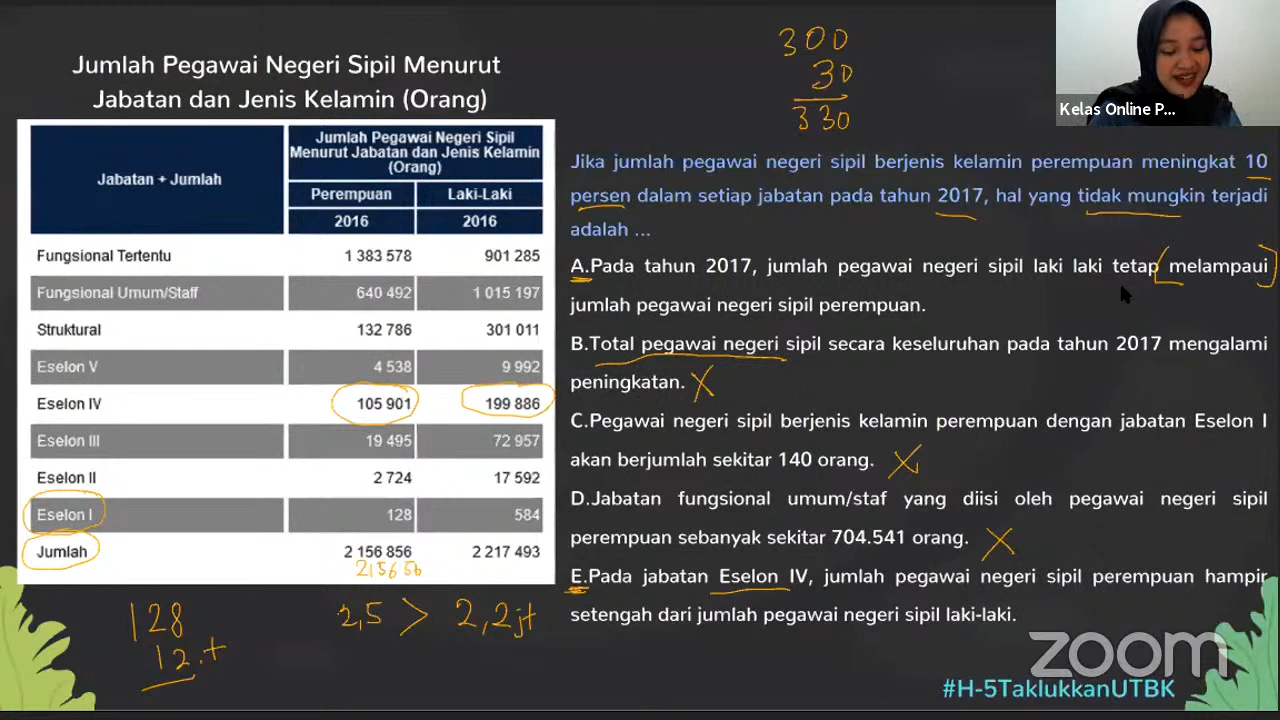 Jumlah Pegawai Negeri Sipil Menurut
Jabatan dan Jenis Kelamin (Orang)
300
30
330
Kelas Online P...
Jabatan + Jumlah
Jumlah Pegawai Negeri Sipil
Menurut Jabatan dan Jenis Kelamin
(Orang)
Perempuan Laki-Laki
2016 2016
Fungsional Tertentu 1 383 578 901 285
Fungsional Umum/Staff 640 492 1 015 197
Struktural 132 786 301 011
Eselon V 4 538 9 992
Eselon IV 105 901 199 886
Eselon III 19 495 72 957
Eselon II 2 724 17 592
Eselon I 128 584
Jumlah 2 156 856 2 217 493
215656
128
12.+
2,5 > 2,2jt
Jika jumlah pegawai negeri sipil berjenis kelamin perempuan meningkat 10
persen dalam setiap jabatan pada tahun 2017, hal yang tidak mungkin terjadi
adalah ...
A.Pada tahun 2017, jumlah pegawai negeri sipil laki laki tetap melampaui
jumlah pegawai negeri sipil perempuan.
B.Total pegawai negeri sipil secara keseluruhan pada tahun 2017 mengalami
peningkatan. X
C.Pegawai negeri sipil berjenis kelamin perempuan dengan jabatan Eselon I
akan berjumlah sekitar 140 orang. X
D.Jabatan fungsional umum/staf yang diisi oleh pegawai negeri sipil
perempuan sebanyak sekitar 704.541 orang. X
E.Pada jabatan Eselon IV, jumlah pegawai negeri sipil perempuan hampir
setengah dari jumlah pegawai negeri sipil laki-laki.
zoom
#H-5TaklukkanUTBK